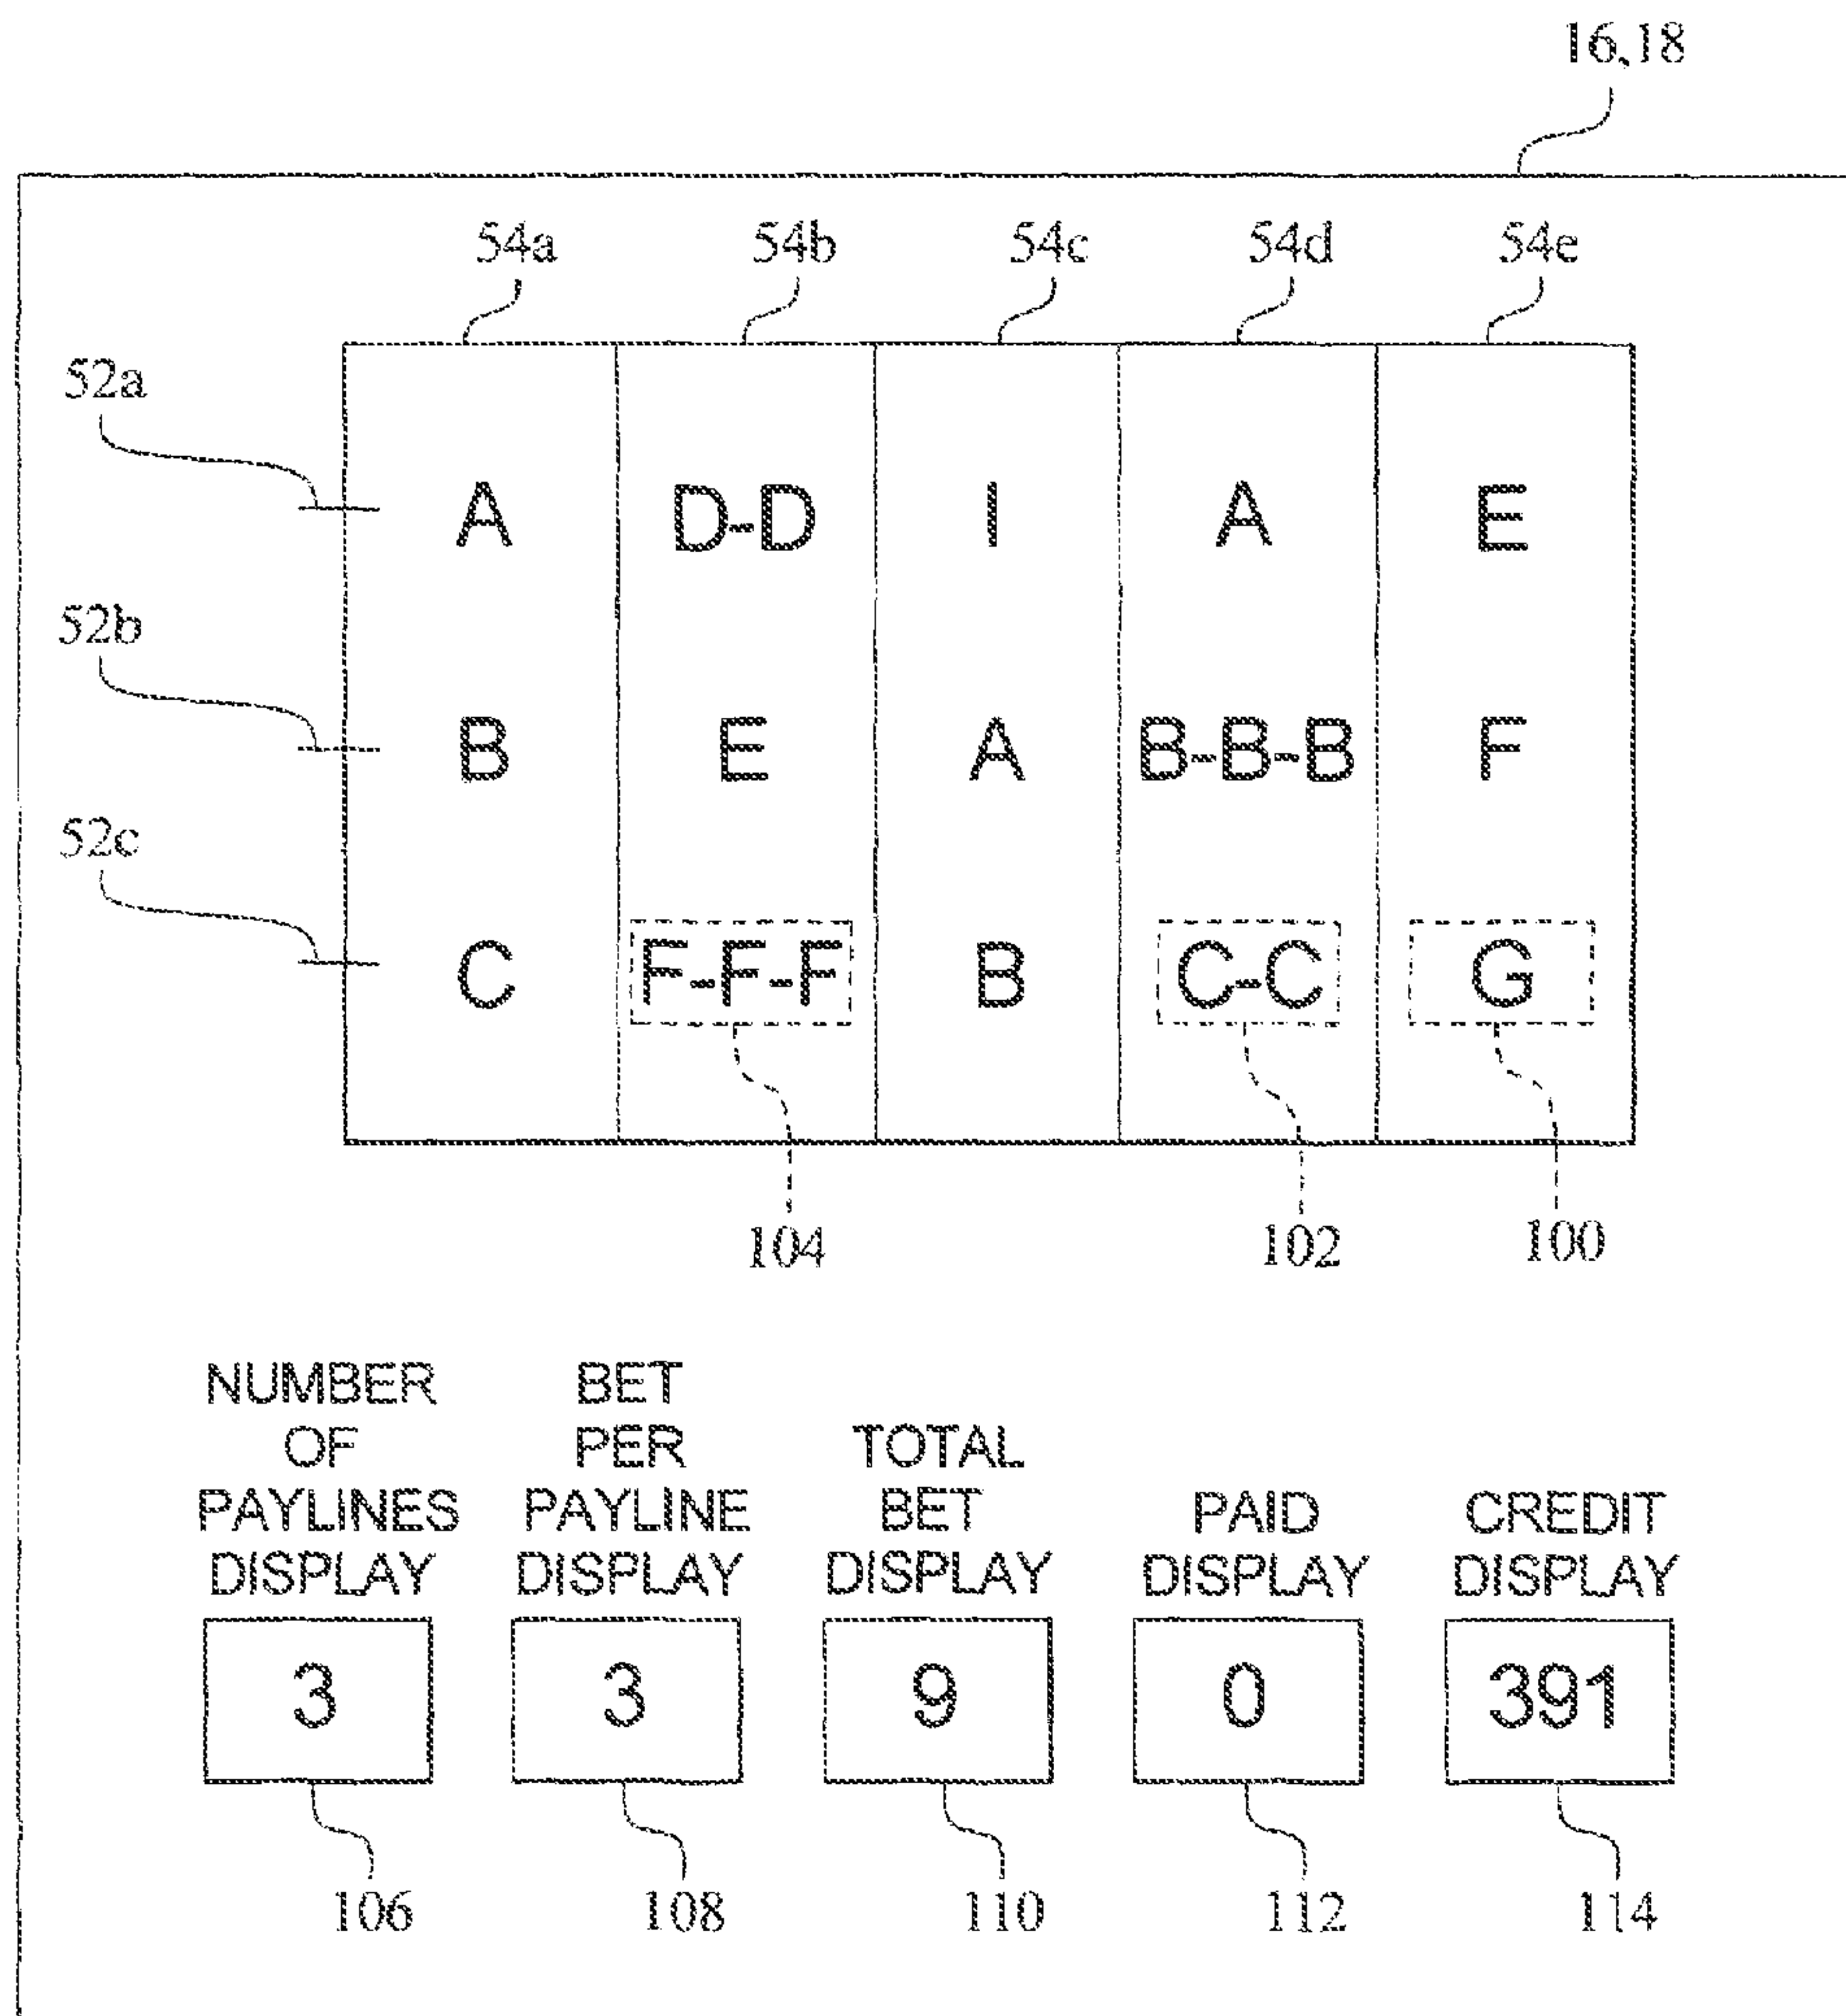 16,18
54a 54b 54c 54d 54e
52a
A D-D I A E
52b
B E A B-B-B F
52c
C F-F-F B C-C G
104 102 100
NUMBER BET
OF PER TOTAL
PAYLINES PAYLINE BET PAID CREDIT
DISPLAY DISPLAY DISPLAY DISPLAY DISPLAY
3 3 9 0 391
106 108 110 112 114